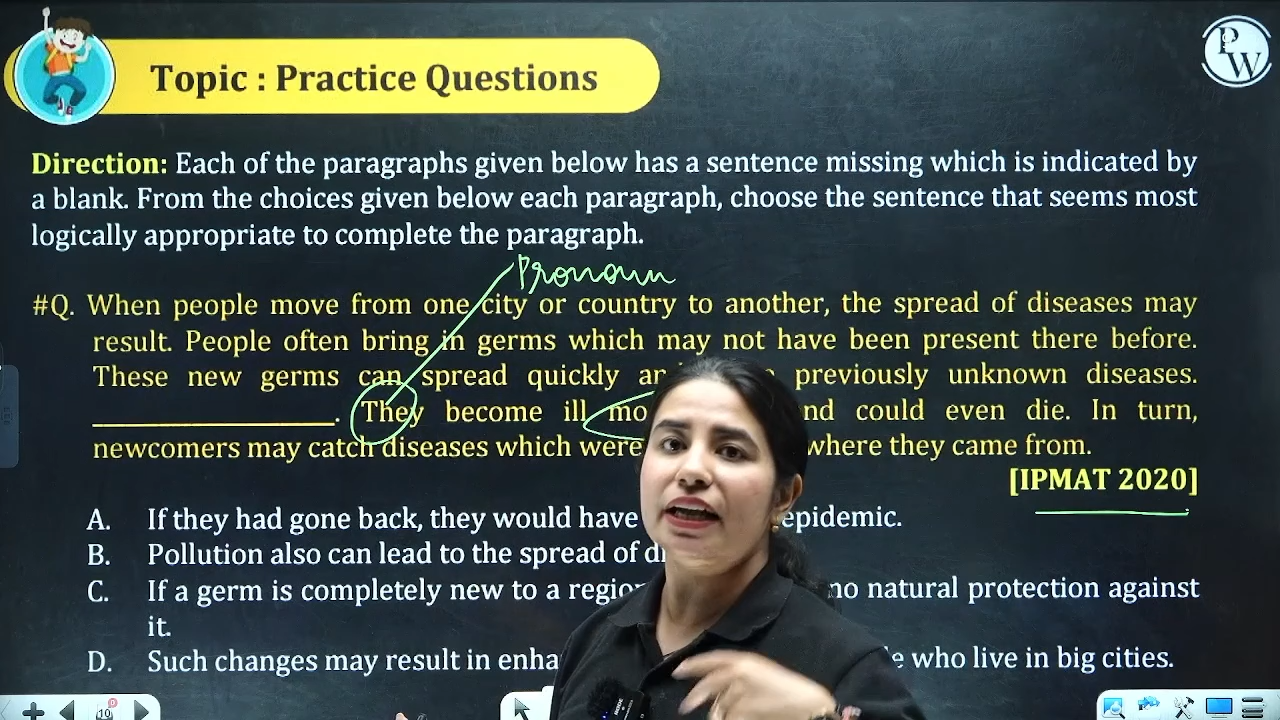 Topic : Practice Questions
PW
Direction: Each of the paragraphs given below has a sentence missing which is indicated by
a blank. From the choices given below each paragraph, choose the sentence that seems most
logically appropriate to complete the paragraph.
Pronoun
#Q. When people move from one city or country to another, the spread of diseases may
result. People often bring in germs which may not have been present there before.
These new germs can spread quickly previously unknown diseases.
____________. They become ill could even die. In turn,
newcomers may catch diseases which were where they came from.
[IPMAT 2020]
A. If they had gone back, they would have epidemic.
B. Pollution also can lead to the spread of
C. If a germ is completely new to a no natural protection against
it.
D. Such changes may result in who live in big cities.
10